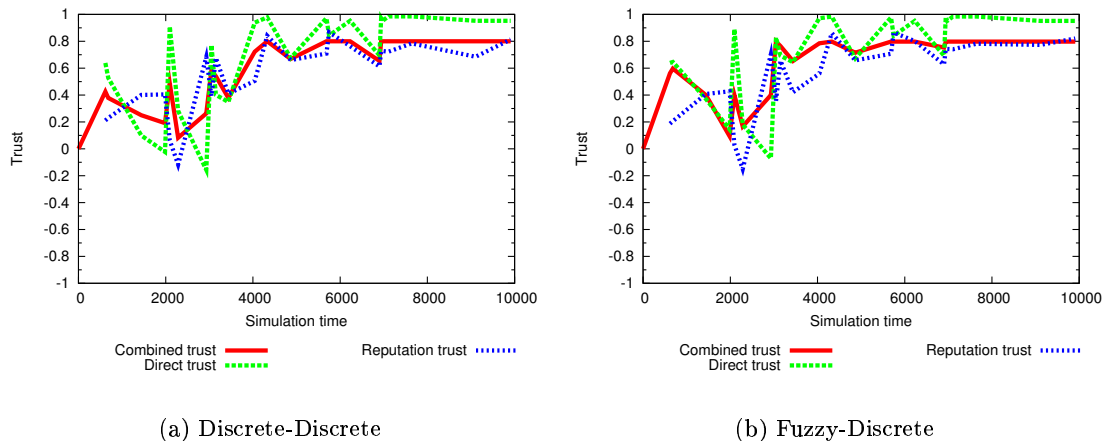 1
0.8
0.6
0.4
0.2
0
-0.2
-0.4
-0.6
-0.8
-1
Trust
0 2000 4000 6000 8000 10000
Simulation time
Combined trust
Direct trust
Reputation trust
(a) Discrete-Discrete
1
0.8
0.6
0.4
0.2
0
-0.2
-0.4
-0.6
-0.8
-1
Trust
0 2000 4000 6000 8000 10000
Simulation time
Combined trust
Direct trust
Reputation trust
(b) Fuzzy-Discrete